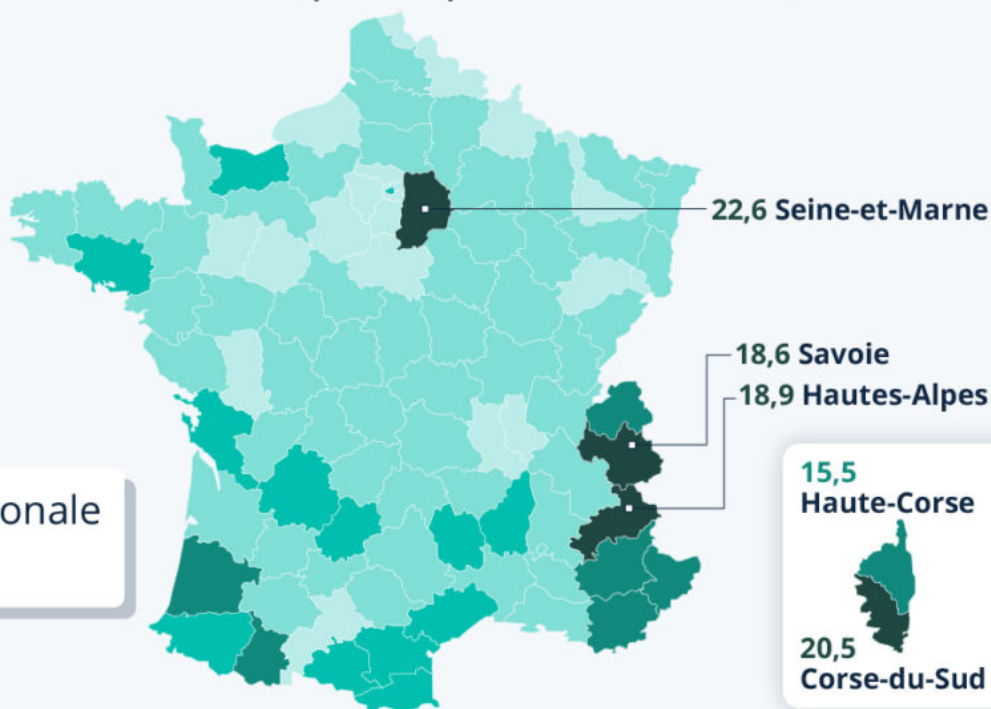 22,6 Seine-et-Marne
18,6 Savoie
18,9 Hautes-Alpes
onale
15,5
Haute-Corse
20,5
Corse-du-Sud